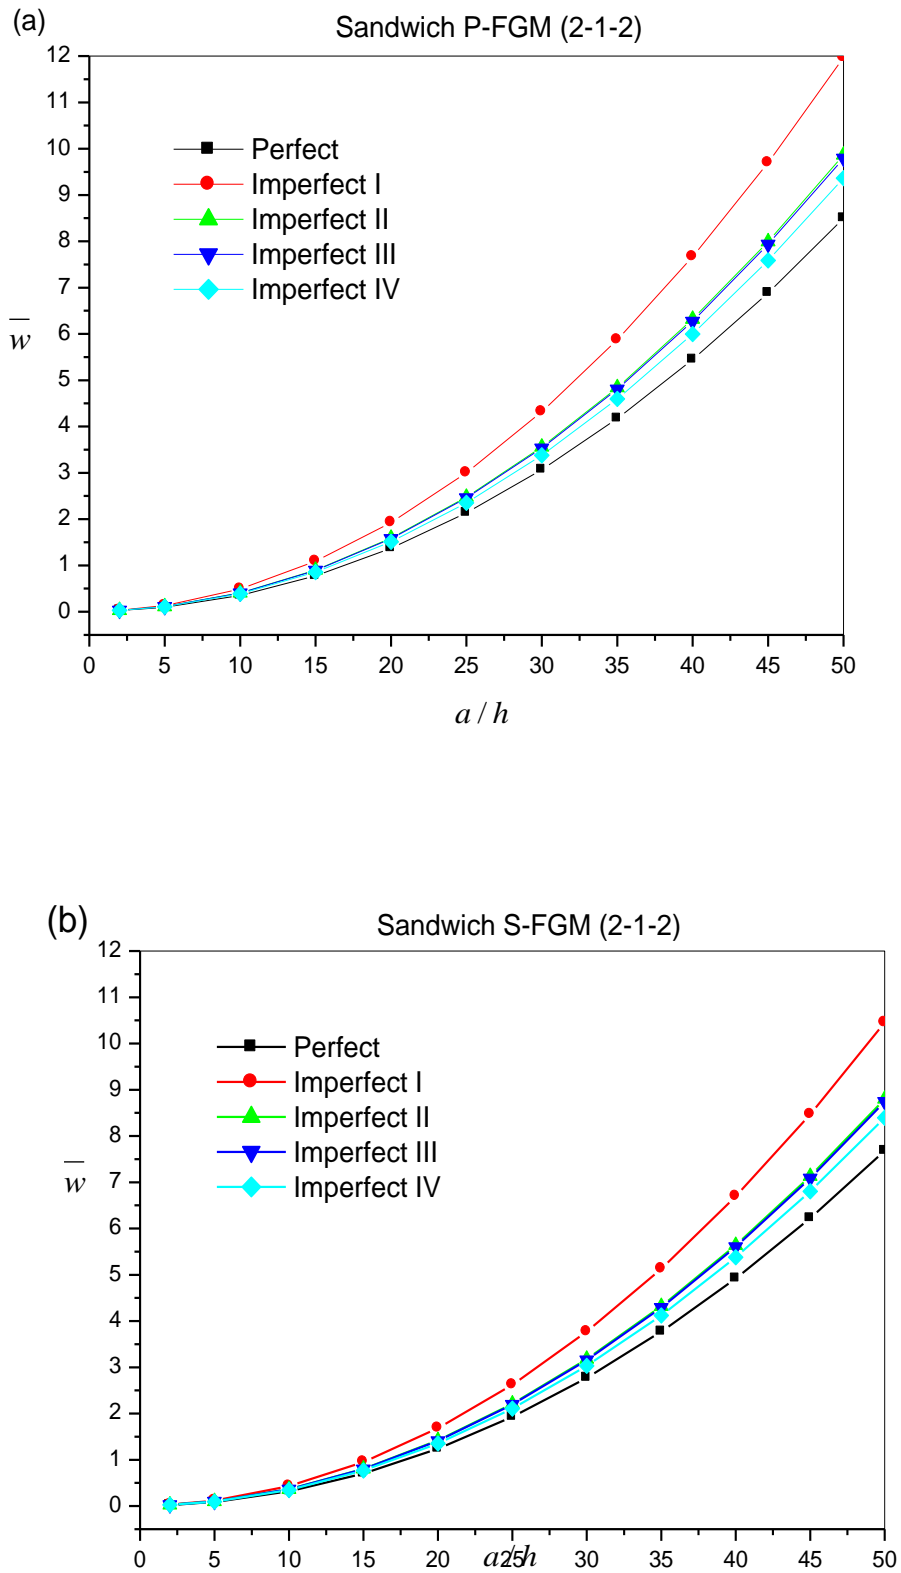 (a)
Sandwich P-FGM (2-1-2)
12
11
10
9
8
7
6
5
4
3
2
1
0
Perfect
Imperfect I
Imperfect II
Imperfect III
Imperfect IV
w
0 5 10 15 20 25 30 35 40 45 50
a / h
(b)
Sandwich S-FGM (2-1-2)
12
11
10
9
8
7
6
5
4
3
2
1
0
Perfect
Imperfect I
Imperfect II
Imperfect III
Imperfect IV
w
0 5 10 15 20 25 30 35 40 45 50
a/h